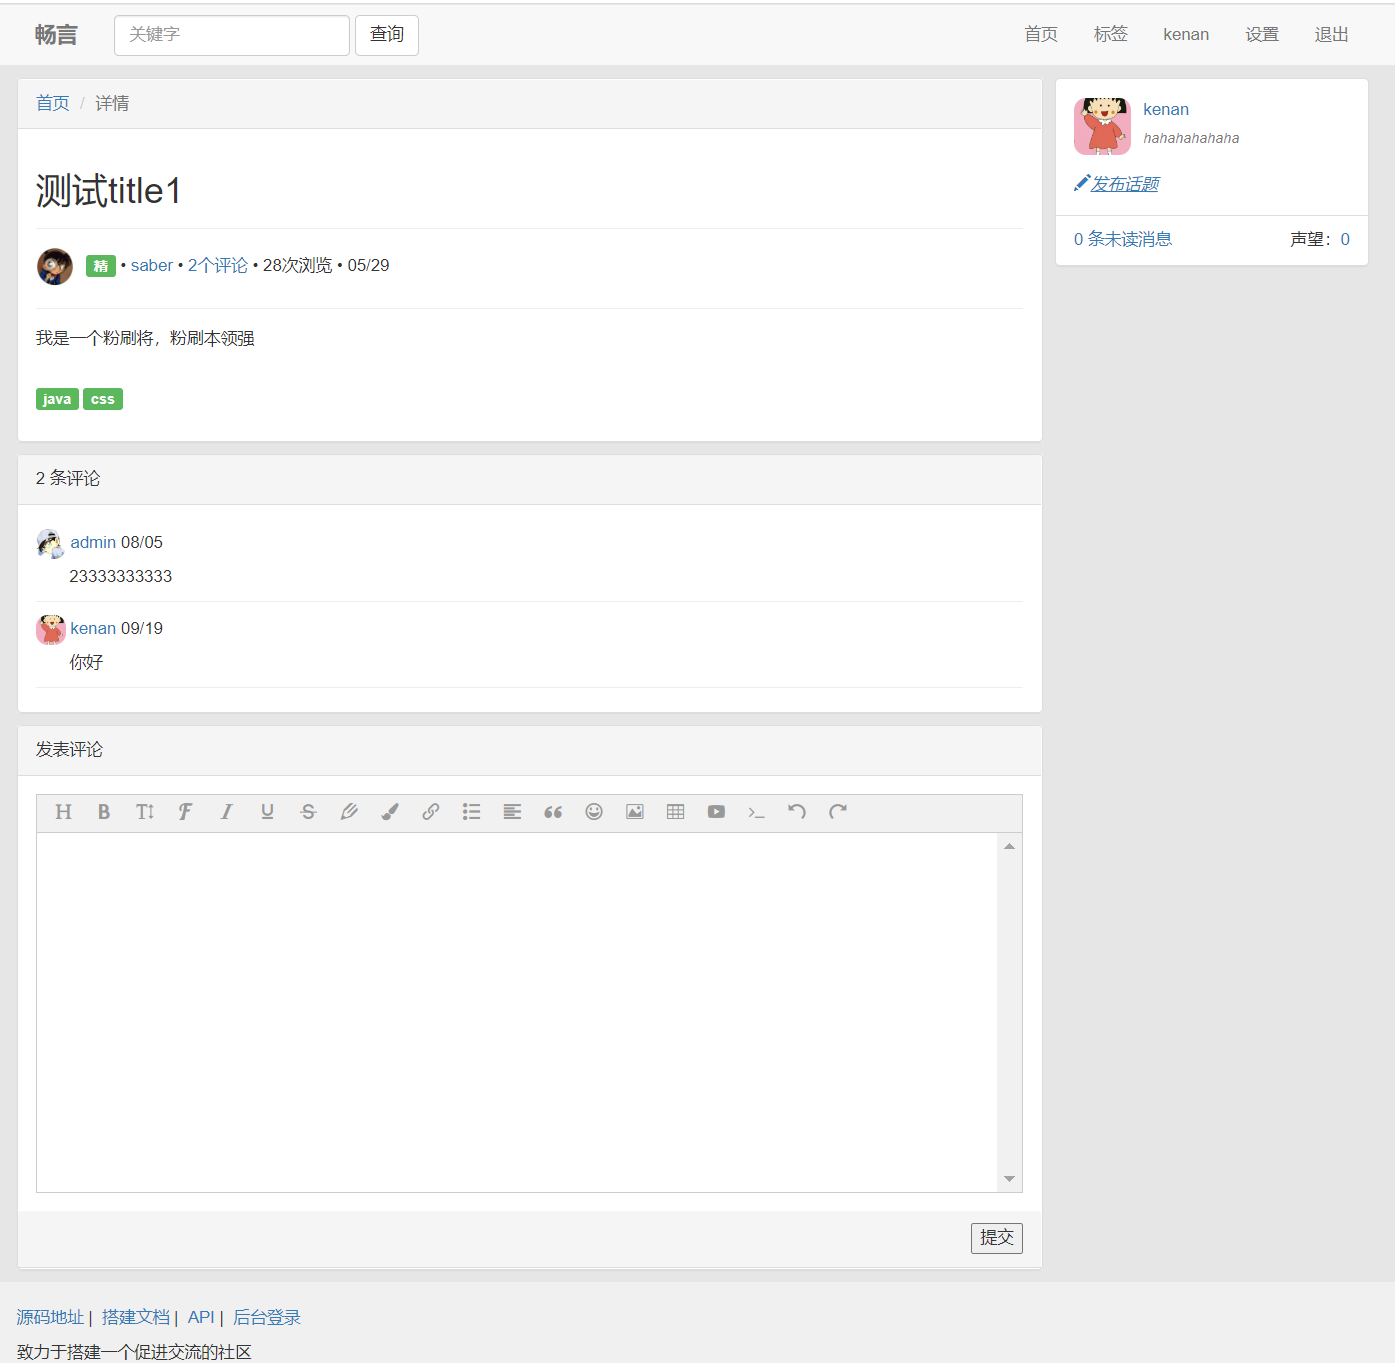 畅言 关键字 查询 首页 标签 kenan 设置 退出
首页 / 详情
测试title1
精 • saber • 2个评论 • 28次浏览 • 05/29
我是一个粉刷将，粉刷本领强
java css
2 条评论
admin 08/05
23333333333
kenan 09/19
你好
发表评论
提交
kenan
hahahahahaha
发布话题
0 条未读消息 声望：0
源码地址 | 搭建文档 | API | 后台登录
致力于搭建一个促进交流的社区